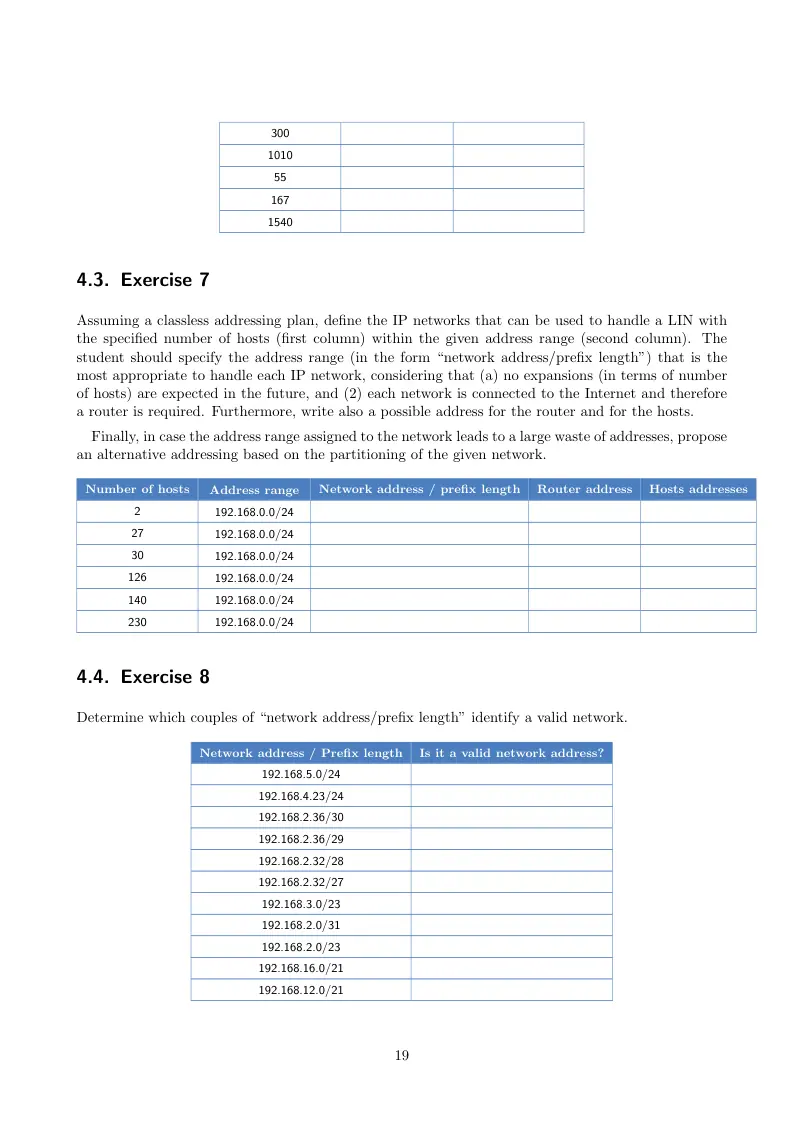 300
1010
55
167
1540
4.3. Exercise 7
Assuming a classless addressing plan, define the IP networks that can be used to handle a LIN with
the specified number of hosts (first column) within the given address range (second column). The
student should specify the address range (in the form “network address/prefix length”) that is the
most appropriate to handle each IP network, considering that (a) no expansions (in terms of number
of hosts) are expected in the future, and (2) each network is connected to the Internet and therefore
a router is required. Furthermore, write also a possible address for the router and for the hosts.
Finally, in case the address range assigned to the network leads to a large waste of addresses, propose
an alternative addressing based on the partitioning of the given network.
Number of hosts Address range Network address / prefix length Router address Hosts addresses
2 192.168.0.0/24
27 192.168.0.0/24
30 192.168.0.0/24
126 192.168.0.0/24
140 192.168.0.0/24
230 192.168.0.0/24
4.4. Exercise 8
Determine which couples of “network address/prefix length” identify a valid network.
Network address / Prefix length Is it a valid network address?
192.168.5.0/24
192.168.4.23/24
192.168.2.36/30
192.168.2.36/29
192.168.2.32/28
192.168.2.32/27
192.168.3.0/23
192.168.2.0/31
192.168.2.0/23
192.168.16.0/21
192.168.12.0/21
19